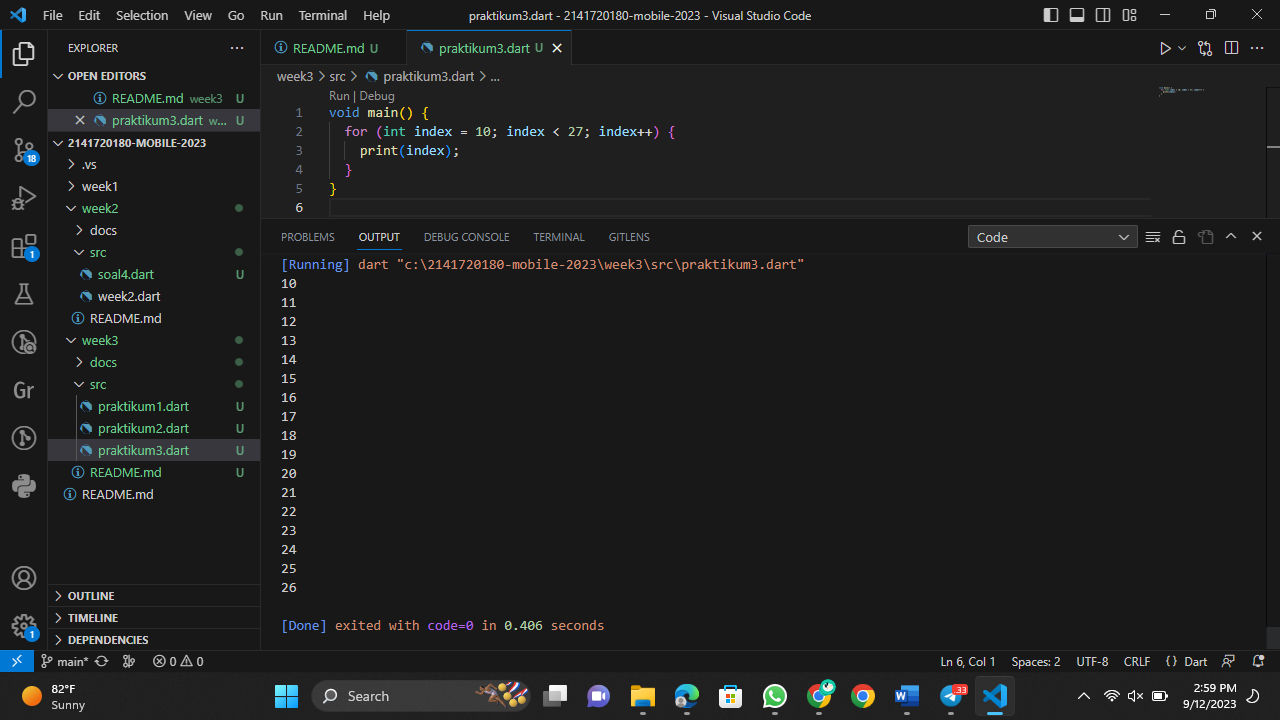 File Edit Selection View Go Run Terminal Help
praktikum3.dart - 2141720180-mobile-2023 - Visual Studio Code
EXPLORER
OPEN EDITORS
README.md week3 U
praktikum3.dart w... U
2141720180-MOBILE-2023
.vs
week1
week2
docs
src
soal4.dart U
week2.dart
README.md
week3
docs
src
praktikum1.dart U
praktikum2.dart U
praktikum3.dart U
README.md U
README.md
OUTLINE
TIMELINE
DEPENDENCIES
18
1
Gr
1
README.md U praktikum3.dart U
week3 > src > praktikum3.dart > ...
Run | Debug
1 void main() {
2 for (int index = 10; index < 27; index++) {
3 print(index);
4 }
5 }
6
PROBLEMS OUTPUT DEBUG CONSOLE TERMINAL GITLENS Code
[Running] dart "c:\2141720180-mobile-2023\week3\src\praktikum3.dart"
10
11
12
13
14
15
16
17
18
19
20
21
22
23
24
25
26
[Done] exited with code=0 in 0.406 seconds
main* 0 0 Ln 6, Col 1 Spaces: 2 UTF-8 CRLF { } Dart
82°F
Sunny
Search
33
2:59 PM
9/12/2023